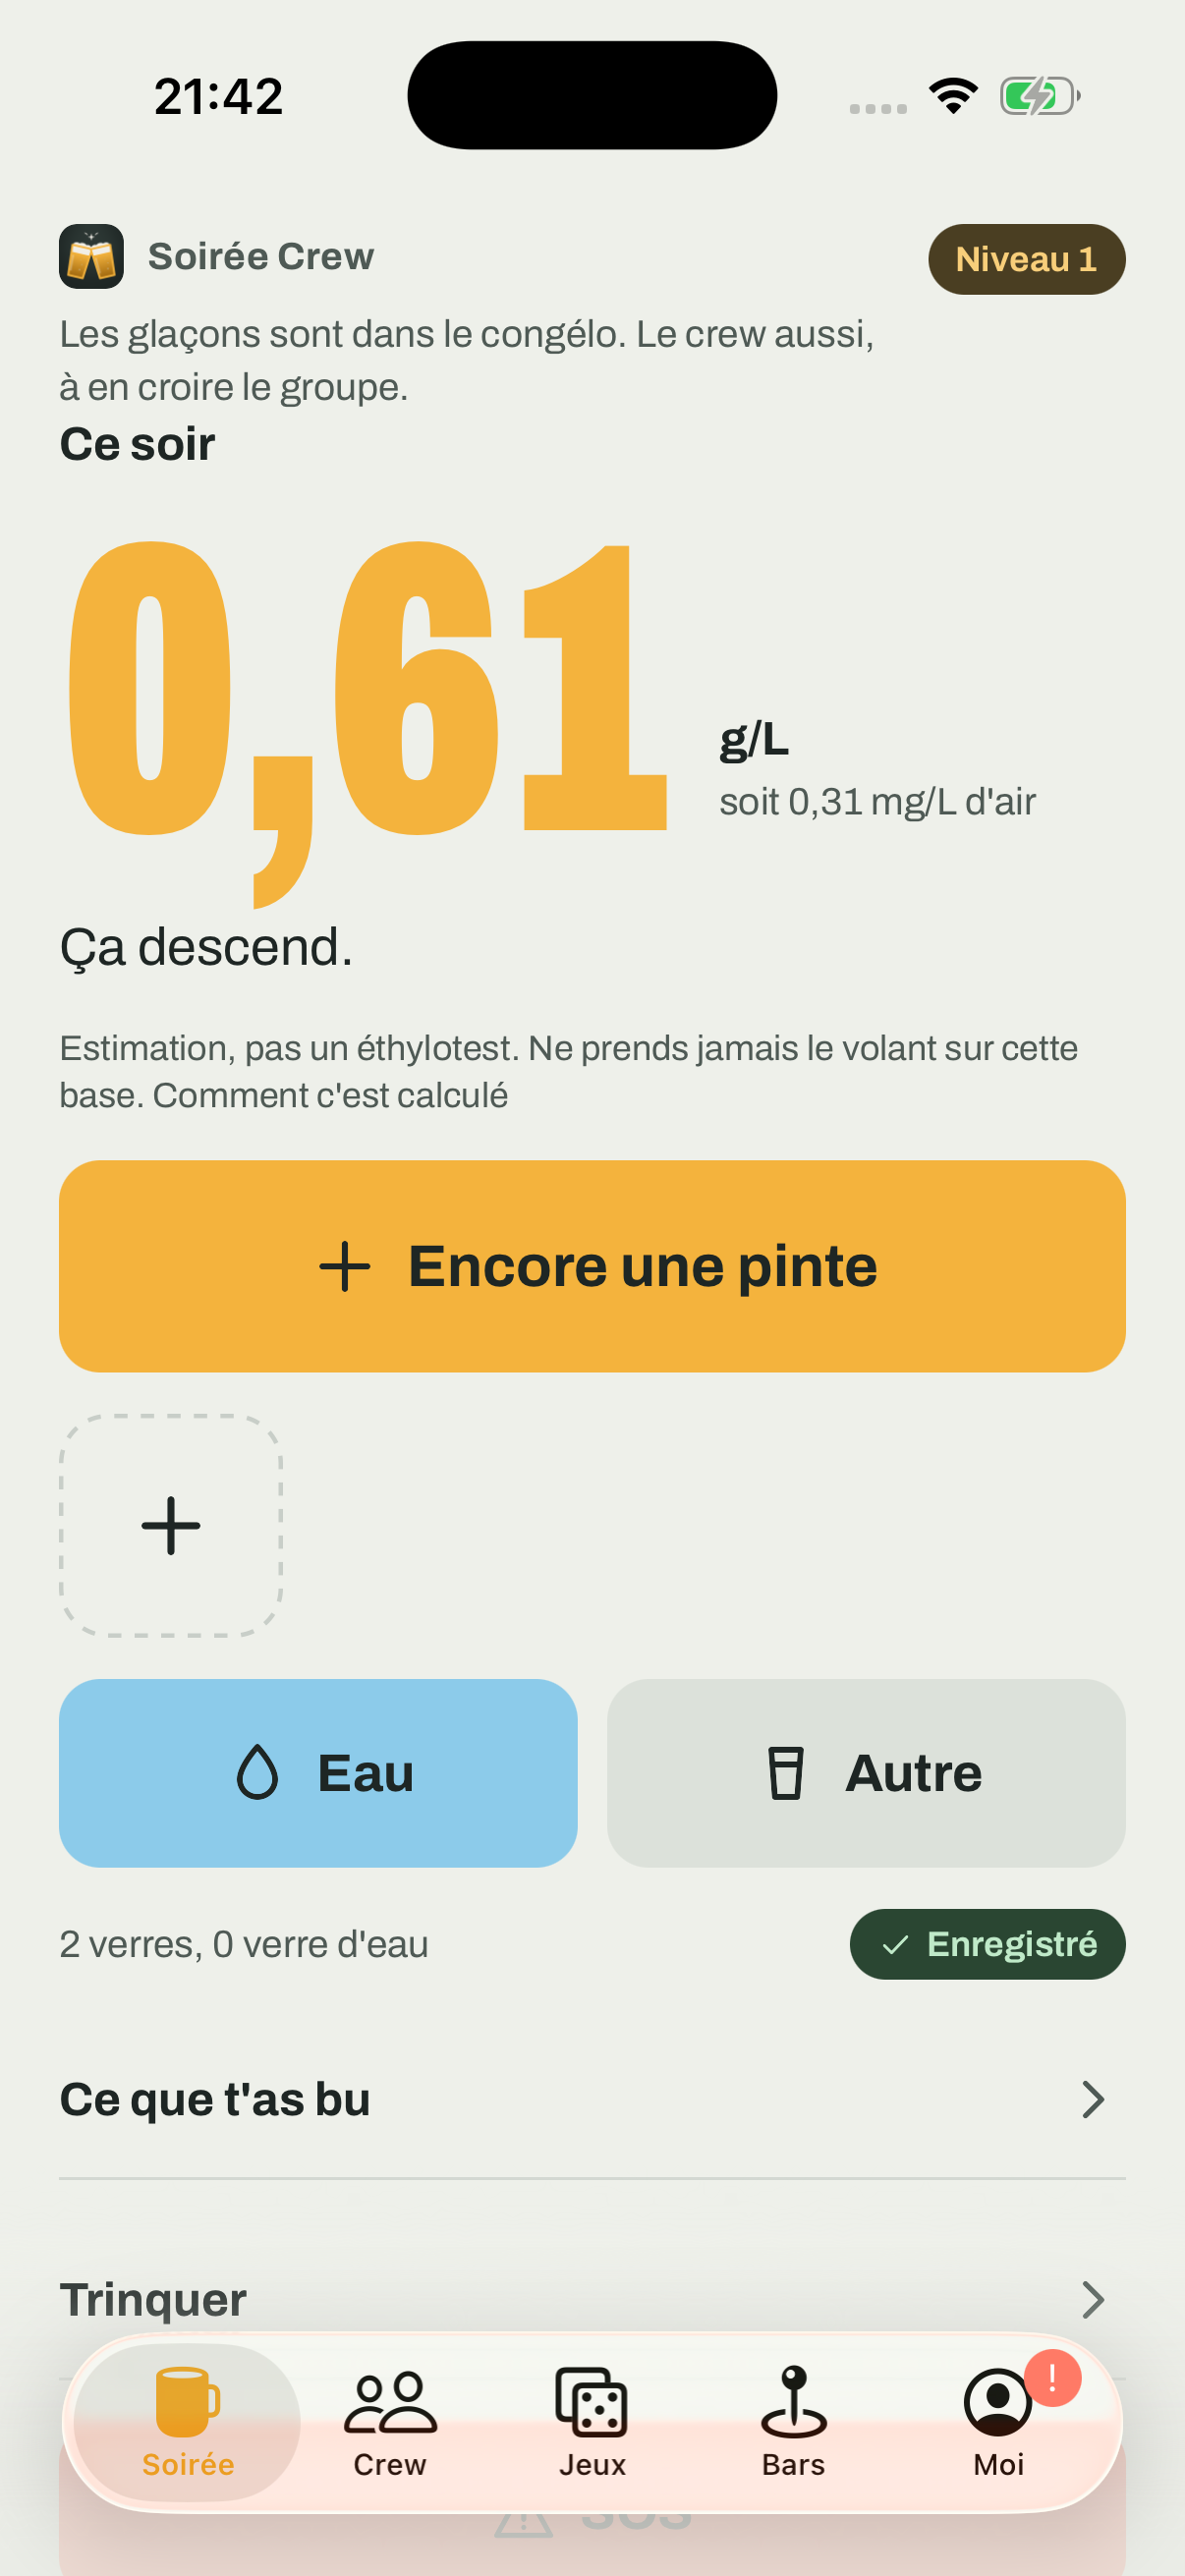 21:42
Soirée Crew
Niveau 1
Les glaçons sont dans le congélo. Le crew aussi,
à en croire le groupe.
Ce soir
0,61
g/L
soit 0,31 mg/L d'air
Ça descend.
Estimation, pas un éthylotest. Ne prends jamais le volant sur cette
base. Comment c'est calculé
Encore une pinte
Eau
Autre
2 verres, 0 verre d'eau
Enregistré
Ce que t'as bu
Trinquer
!
Soirée
Crew
Jeux
Bars
Moi
SOS